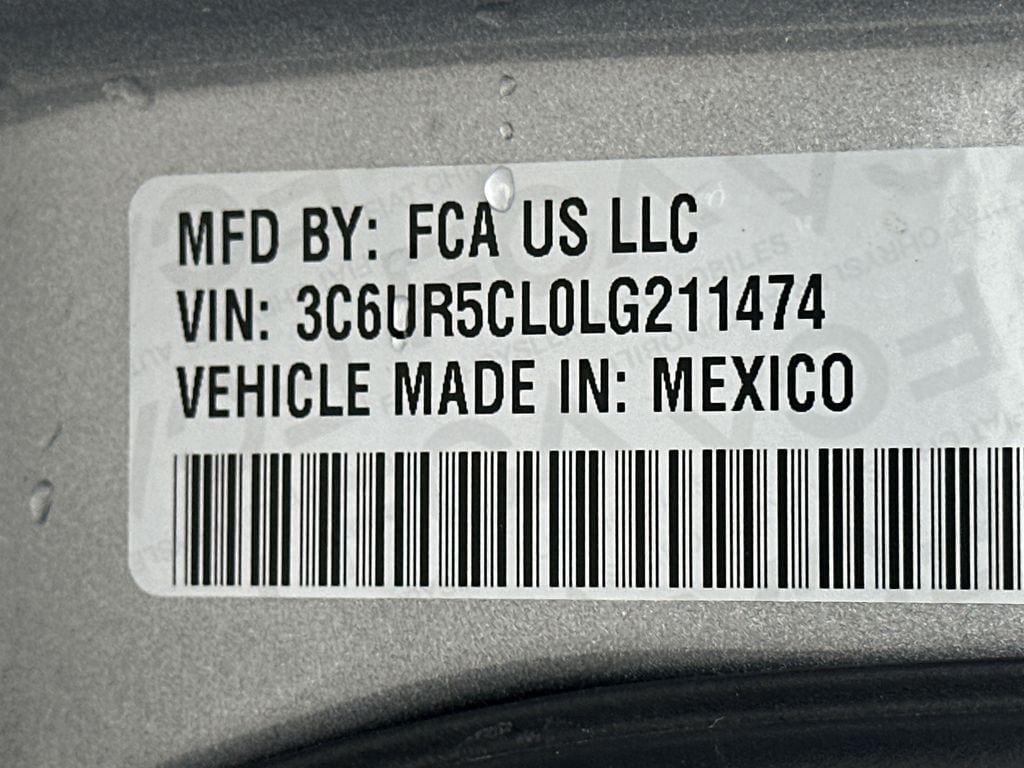 MFD BY: FCA US LLC
VIN: 3C6UR5CL0LG211474
VEHICLE MADE IN: MEXICO